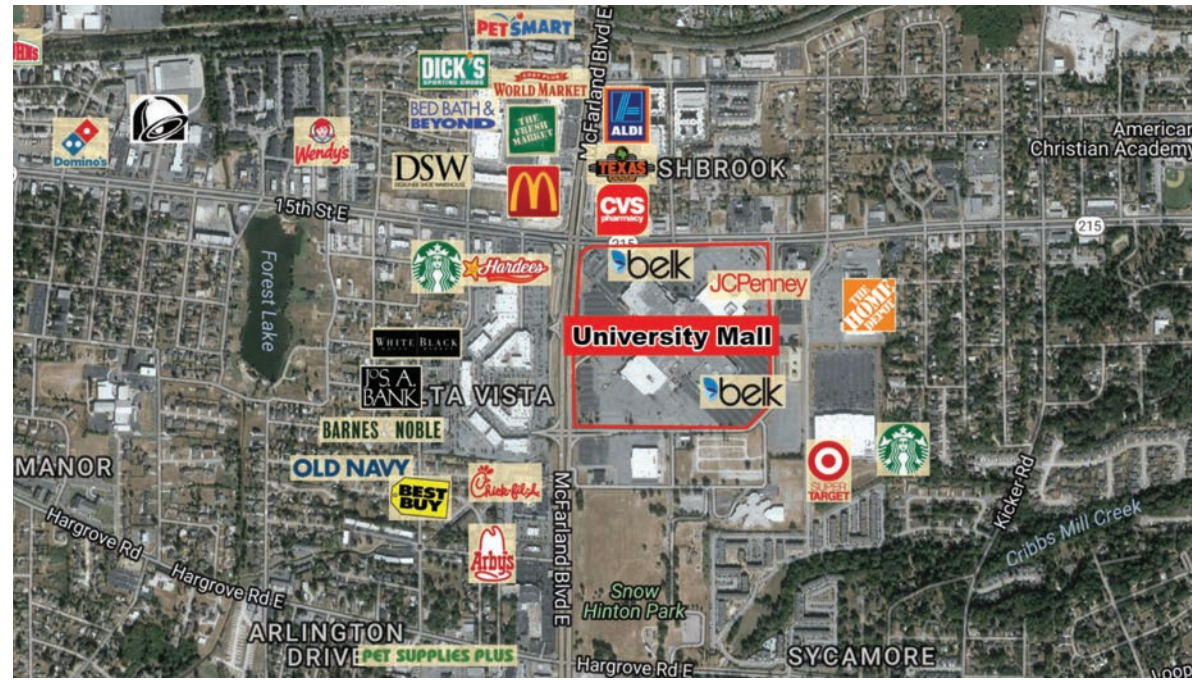 PETSMART
McFarland Blvd E
DICK'S
SPORTING GOODS
COST PLUS
WORLD MARKET
BED BATH &
BEYOND
THE
FRESH
MARKET
ALDI
American
Christian Academy
Domino's
Wendy's
DSW
DESIGNER SHOE WAREHOUSE
TEXAS
SHBROOK
CVS
pharmacy
15th St E
215
215
Forest Lake
Hardee's
belk
JCPenney
THE
HOME
DEPOT
University Mall
WHITE BLACK
JOS. A.
BANK
LTA VISTA
belk
BARNES & NOBLE
MANOR
OLD NAVY
BEST
BUY
Chick-fil-A
McFarland Blvd E
SUPER
TARGET
Kicker Rd
Cribbs Mill Creek
Hargrove Rd
Hargrove Rd E
Arby's
Snow
Hinton Park
ARLINGTON
DRIVE
PET SUPPLIES PLUS
Hargrove Rd E
SYCAMORE
Loop